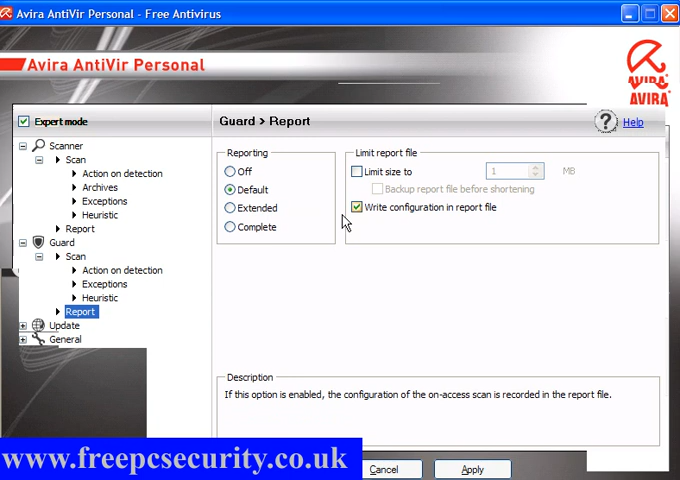 Avira AntiVir Personal - Free Antivirus
Avira AntiVir Personal
AVIRA
AVIRA
Expert mode
Guard > Report
Help
Scanner
Scan
Action on detection
Archives
Exceptions
Heuristic
Report
Guard
Scan
Action on detection
Exceptions
Heuristic
Report
Update
General
Reporting
Off
Default
Extended
Complete
Limit report file
Limit size to 1 MB
Backup report file before shortening
Write configuration in report file
Description
If this option is enabled, the configuration of the on-access scan is recorded in the report file.
www.freepcsecurity.co.uk
Cancel
Apply